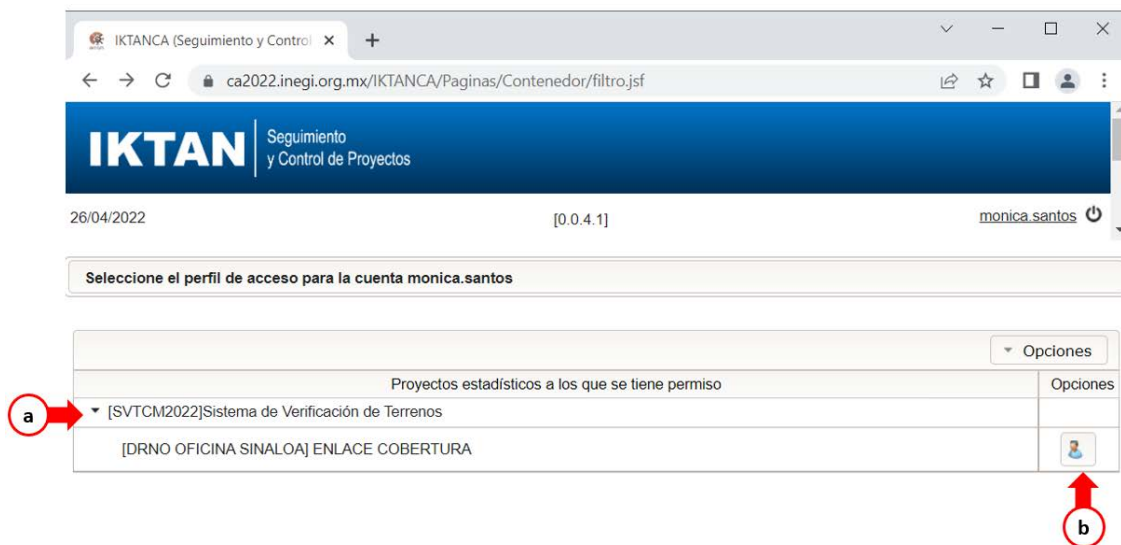 IKTANCA (Seguimiento y Control
ca2022.inegi.org.mx/IKTANCA/Paginas/Contenedor/filtro.jsf
IKTAN Seguimiento
y Control de Proyectos
26/04/2022 [0.0.4.1] monica.santos
Seleccione el perfil de acceso para la cuenta monica.santos
Opciones
Proyectos estadísticos a los que se tiene permiso Opciones
a [SVTCM2022]Sistema de Verificación de Terrenos
[DRNO OFICINA SINALOA] ENLACE COBERTURA
b